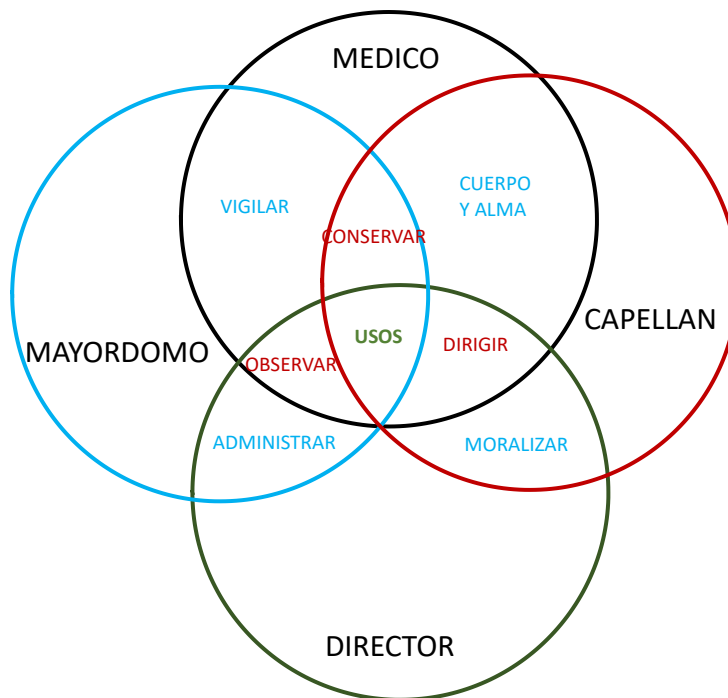 MEDICO
CUERPO
Y ALMA
VIGILAR
CONSERVAR
CAPELLAN
USOS
DIRIGIR
MAYORDOMO
OBSERVAR
ADMINISTRAR
MORALIZAR
DIRECTOR